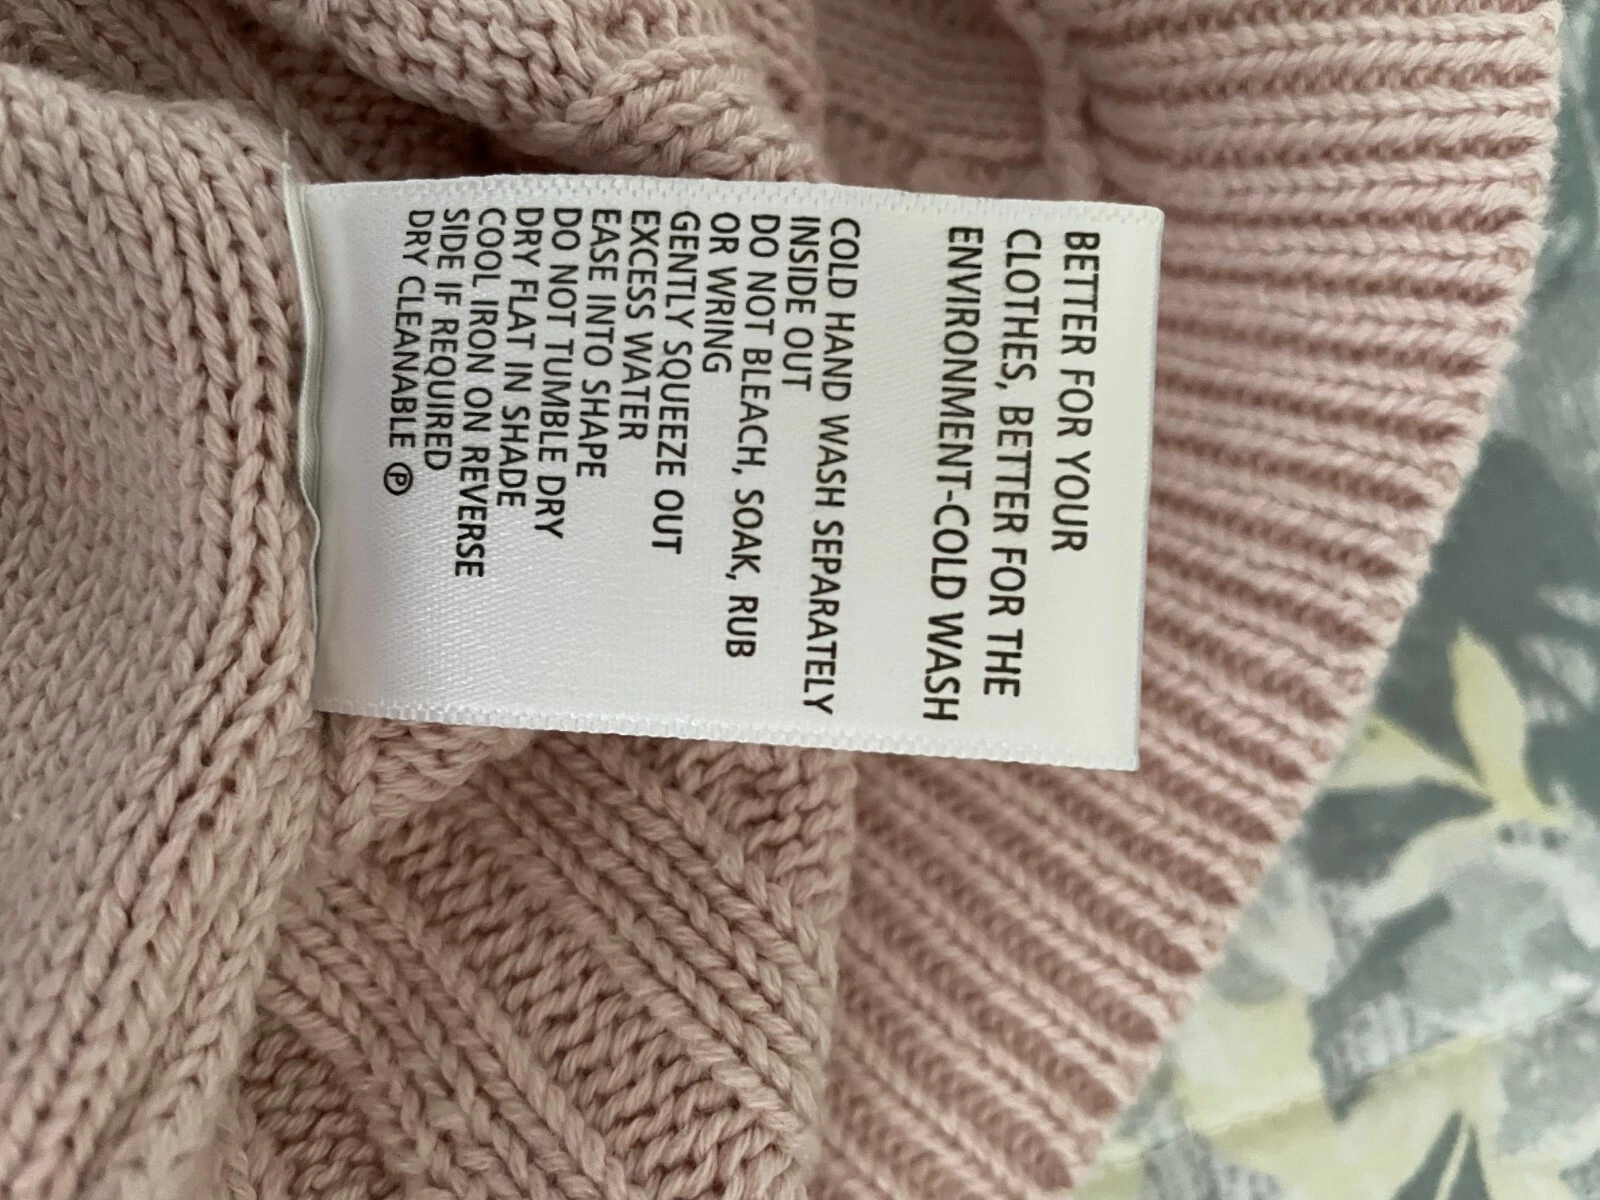 BETTER FOR YOUR
CLOTHES, BETTER FOR THE
ENVIRONMENT-COLD WASH
COLD HAND WASH SEPARATELY
INSIDE OUT
DO NOT BLEACH, SOAK, RUB
OR WRING
GENTLY SQUEEZE OUT
EXCESS WATER
EASE INTO SHAPE
DO NOT TUMBLE DRY
DRY FLAT IN SHADE
COOL IRON ON REVERSE
SIDE IF REQUIRED
DRY CLEANABLE Ⓟ